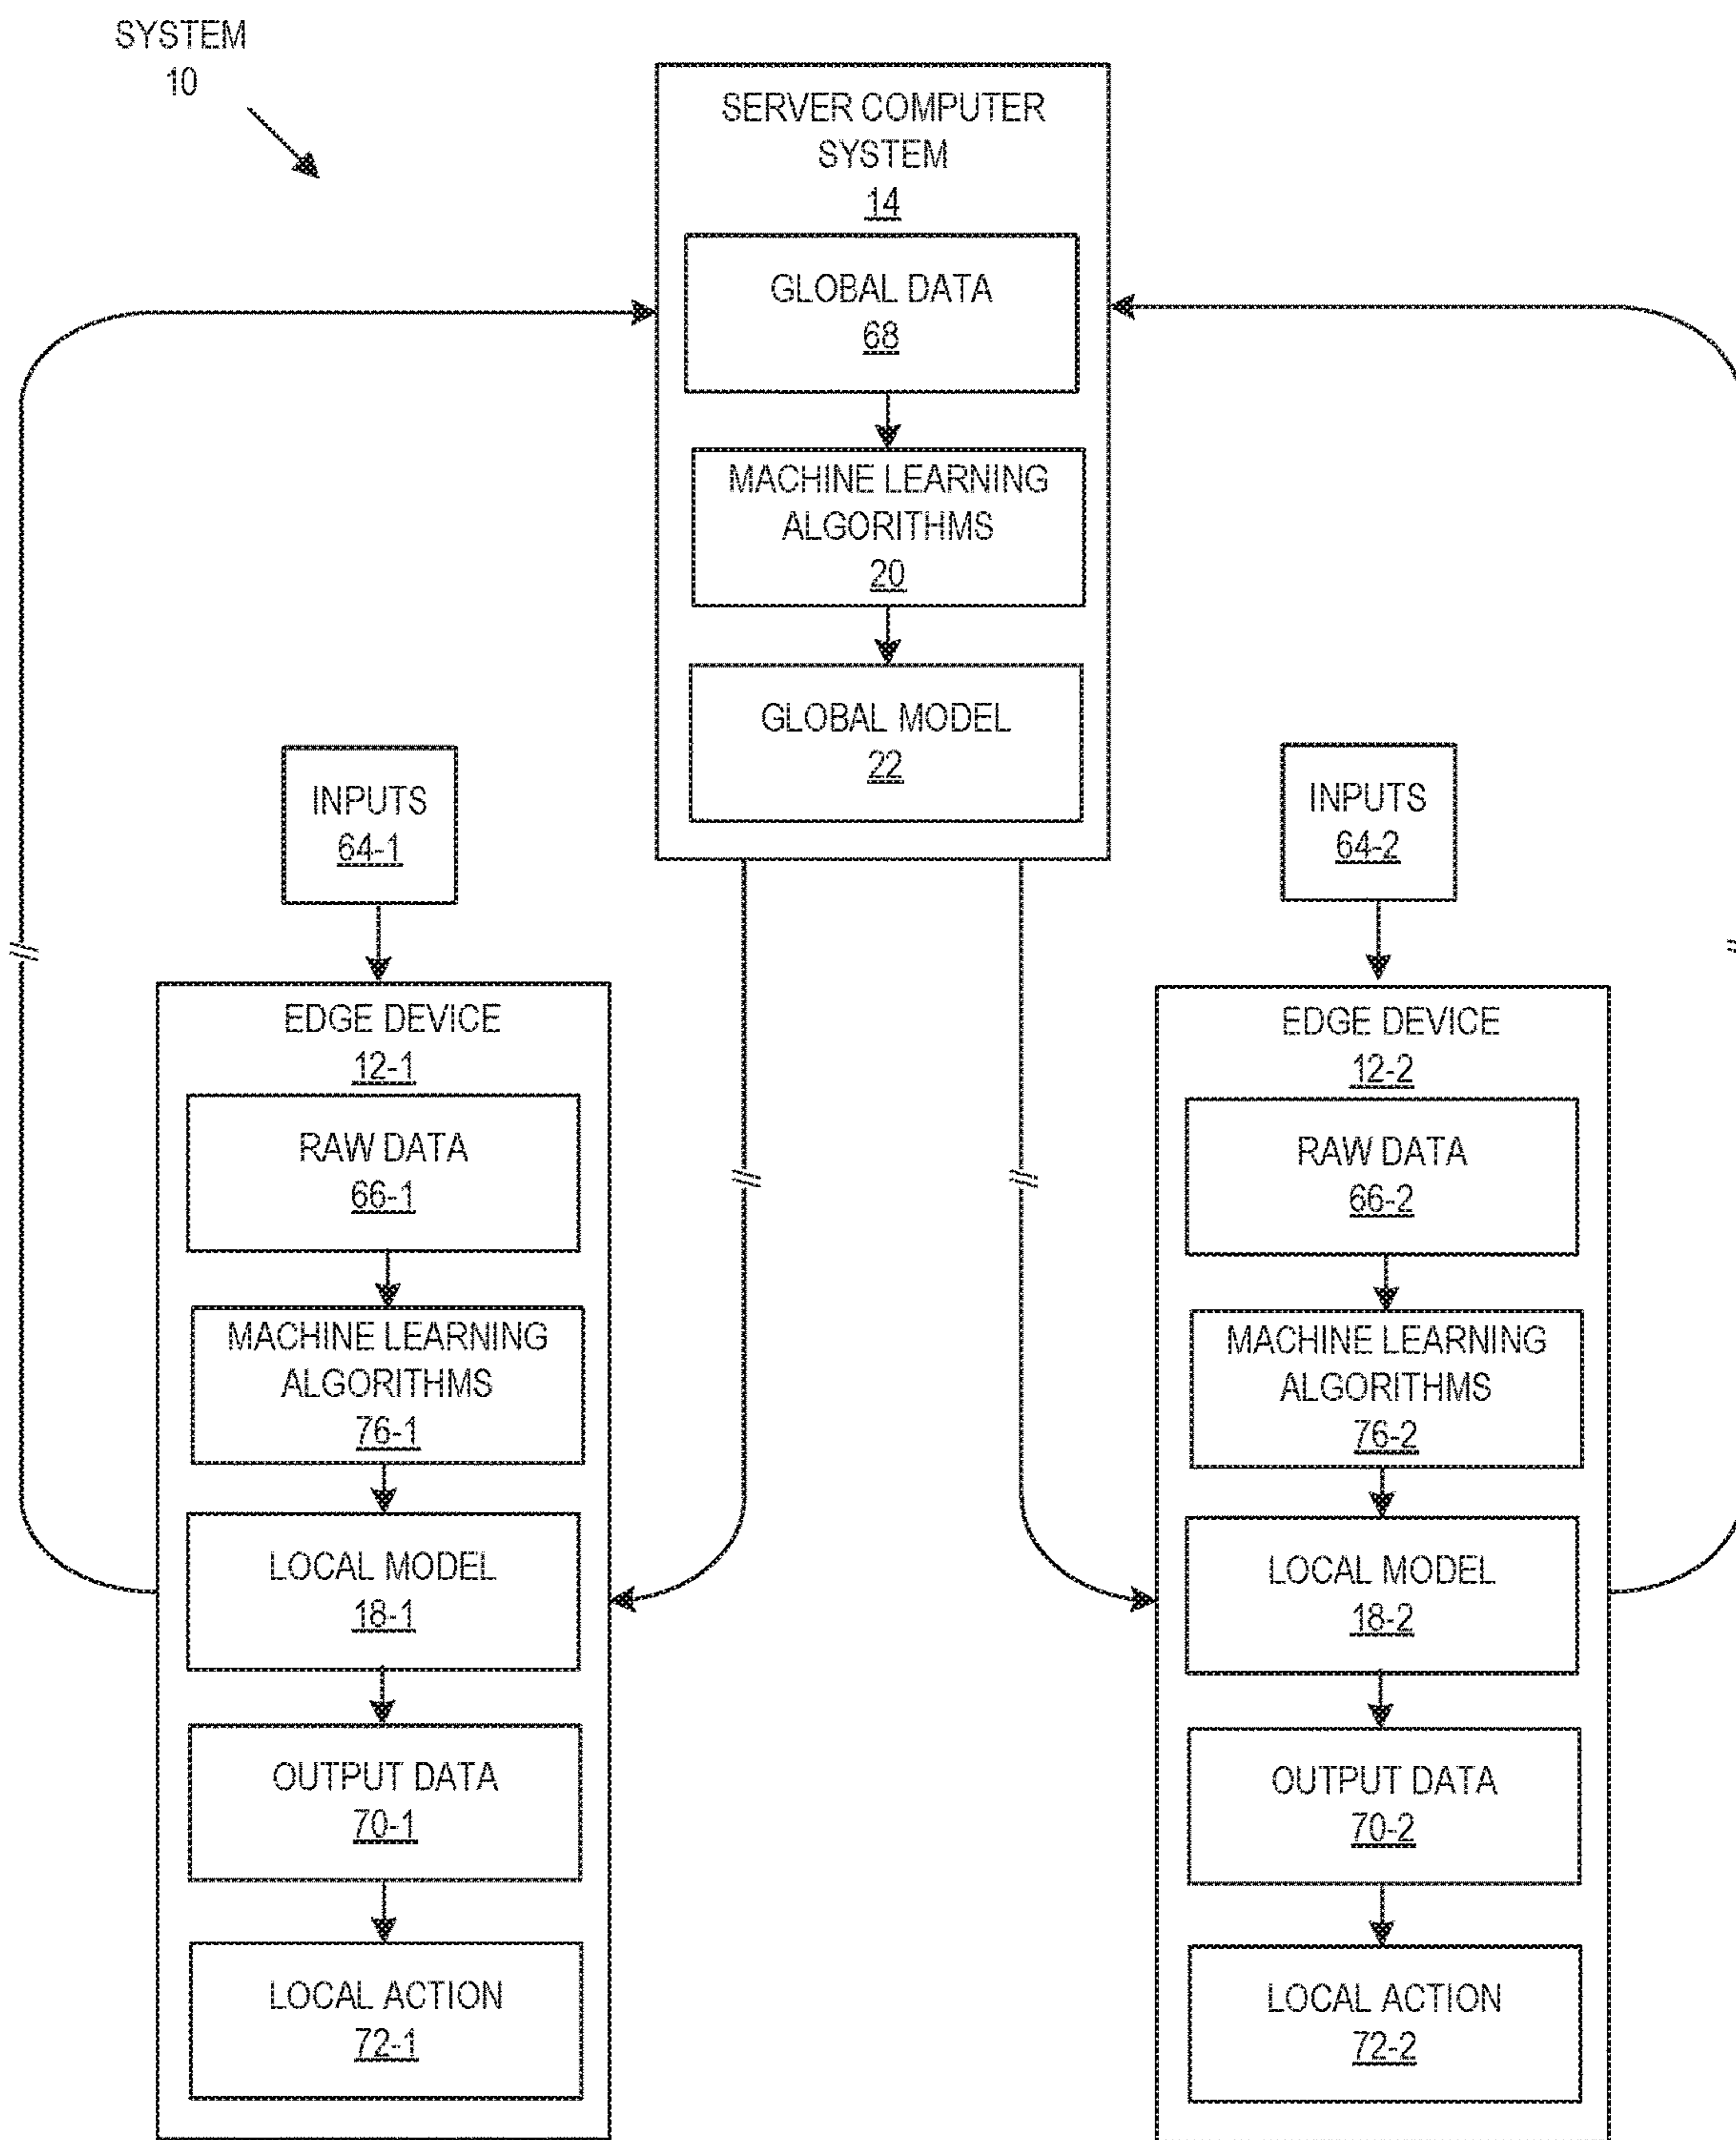 SYSTEM
10
SERVER COMPUTER
SYSTEM
14
GLOBAL DATA
68
MACHINE LEARNING
ALGORITHMS
20
GLOBAL MODEL
22
INPUTS
64-1
EDGE DEVICE
12-1
RAW DATA
66-1
MACHINE LEARNING
ALGORITHMS
76-1
LOCAL MODEL
18-1
OUTPUT DATA
70-1
LOCAL ACTION
72-1
INPUTS
64-2
EDGE DEVICE
12-2
RAW DATA
66-2
MACHINE LEARNING
ALGORITHMS
76-2
LOCAL MODEL
18-2
OUTPUT DATA
70-2
LOCAL ACTION
72-2